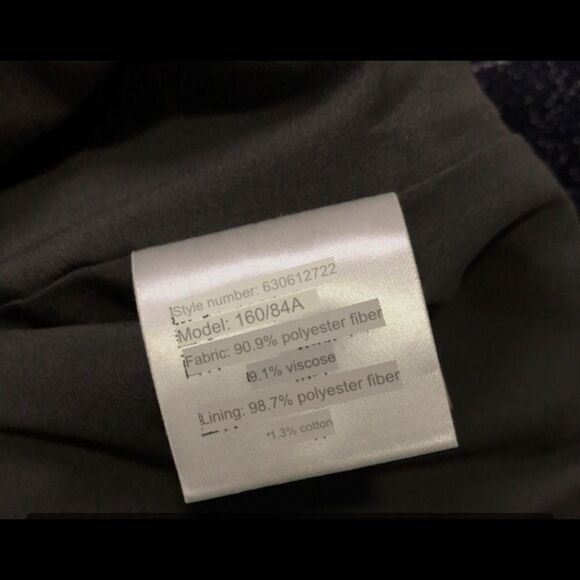 Style number: 630612722
Model: 160/84A
Fabric: 90.9% polyester fiber
9.1% viscose
Lining: 98.7% polyester fiber
1.3% cotton